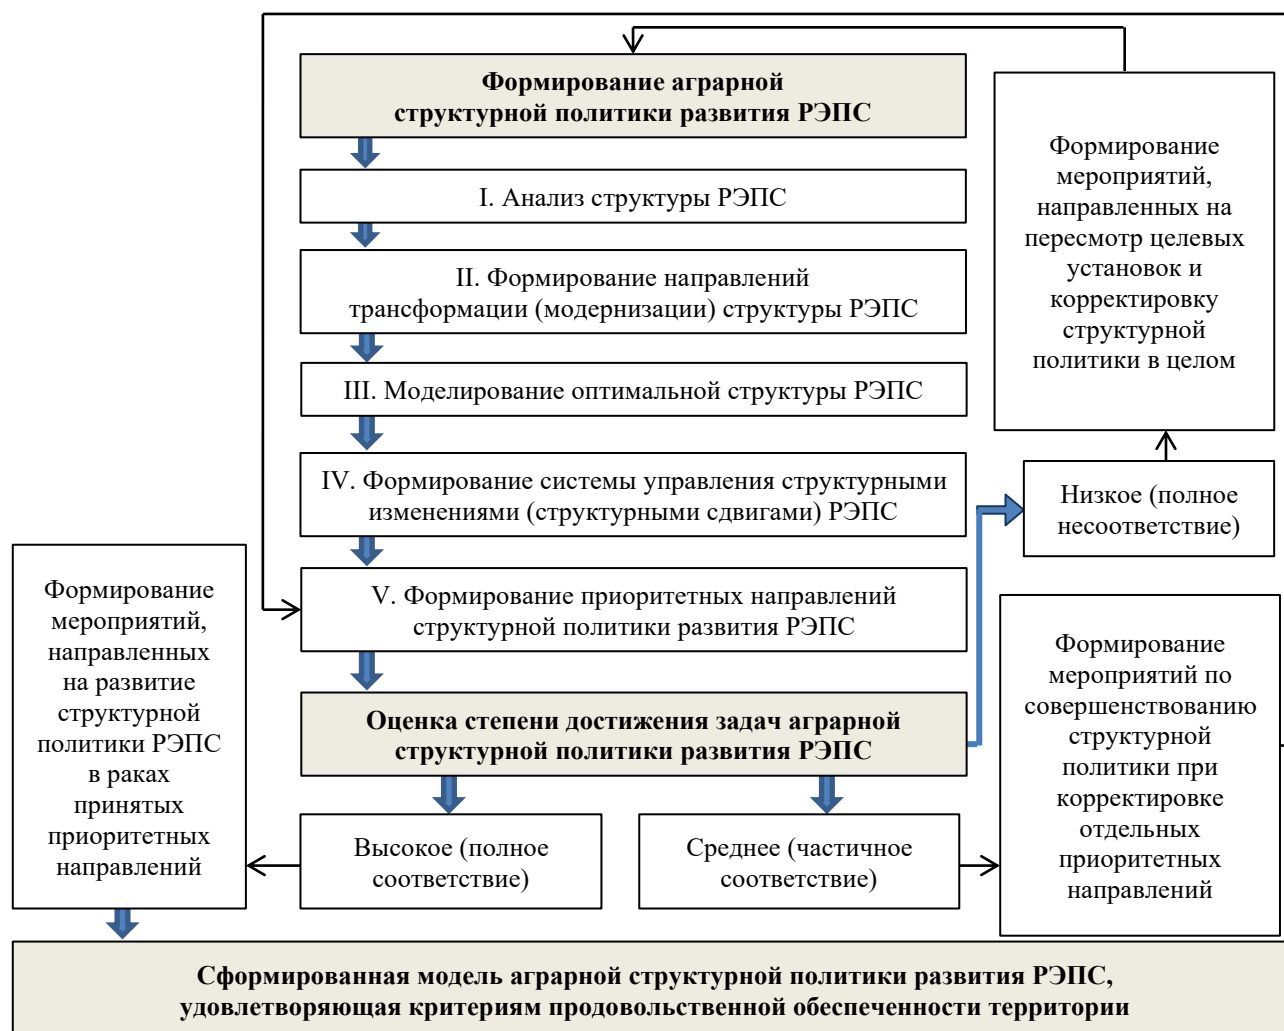 Формирование аграрной
структурной политики развития РЭПС
I. Анализ структуры РЭПС
II. Формирование направлений
трансформации (модернизации) структуры РЭПС
III. Моделирование оптимальной структуры РЭПС
IV. Формирование системы управления структурными
изменениями (структурными сдвигами) РЭПС
V. Формирование приоритетных направлений
структурной политики развития РЭПС
Оценка степени достижения задач аграрной
структурной политики развития РЭПС
Формирование
мероприятий,
направленных на
пересмотр целевых
установок и
корректировку
структурной
политики в целом
Низкое (полное
несоответствие)
Формирование
мероприятий по
совершенствованию
структурной
политики при
корректировке
отдельных
приоритетных
направлений
Среднее (частичное
соответствие)
Высокое (полное
соответствие)
Формирование
мероприятий,
направленных
на развитие
структурной
политики РЭПС
в раках
принятых
приоритетных
направлений
Сформированная модель аграрной структурной политики развития РЭПС,
удовлетворяющая критериям продовольственной обеспеченности территории